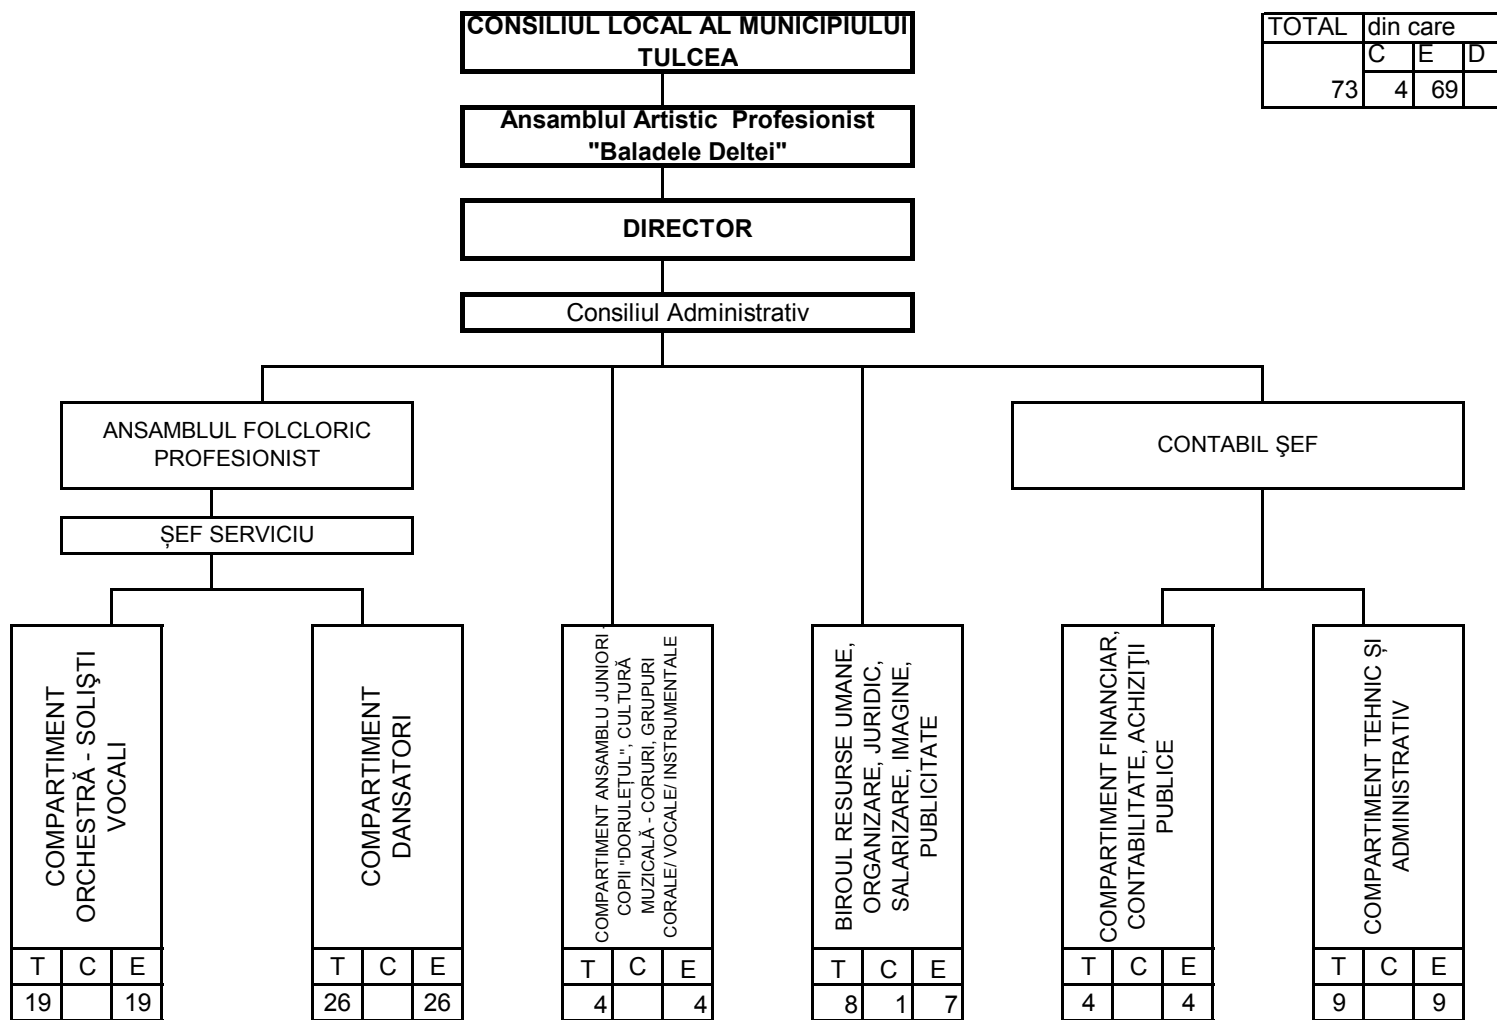 CONSILIUL LOCAL AL MUNICIPIULUI
TULCEA
TOTAL din care
C E D
73 4 69
Ansamblul Artistic Profesionist
"Baladele Deltei"
DIRECTOR
Consiliul Administrativ
ANSAMBLUL FOLCLORIC
PROFESIONIST
CONTABIL ŞEF
ȘEF SERVICIU
COMPARTIMENT
ORCHESTRĂ - SOLIŞTI
VOCALI
COMPARTIMENT
DANSATORI
COMPARTIMENT ANSAMBLU JUNIORI -
COPII "DORULEȚUL", CULTURĂ
MUZICALĂ - CORURI, GRUPURI
CORALE/ VOCALE/ INSTRUMENTALE
BIROUL RESURSE UMANE,
ORGANIZARE, JURIDIC,
SALARIZARE, IMAGINE,
PUBLICITATE
COMPARTIMENT FINANCIAR,
CONTABILITATE, ACHIZIŢII
PUBLICE
COMPARTIMENT TEHNIC ȘI
ADMINISTRATIV
T C E
19 19
T C E
26 26
T C E
4 4
T C E
8 1 7
T C E
4 4
T C E
9 9